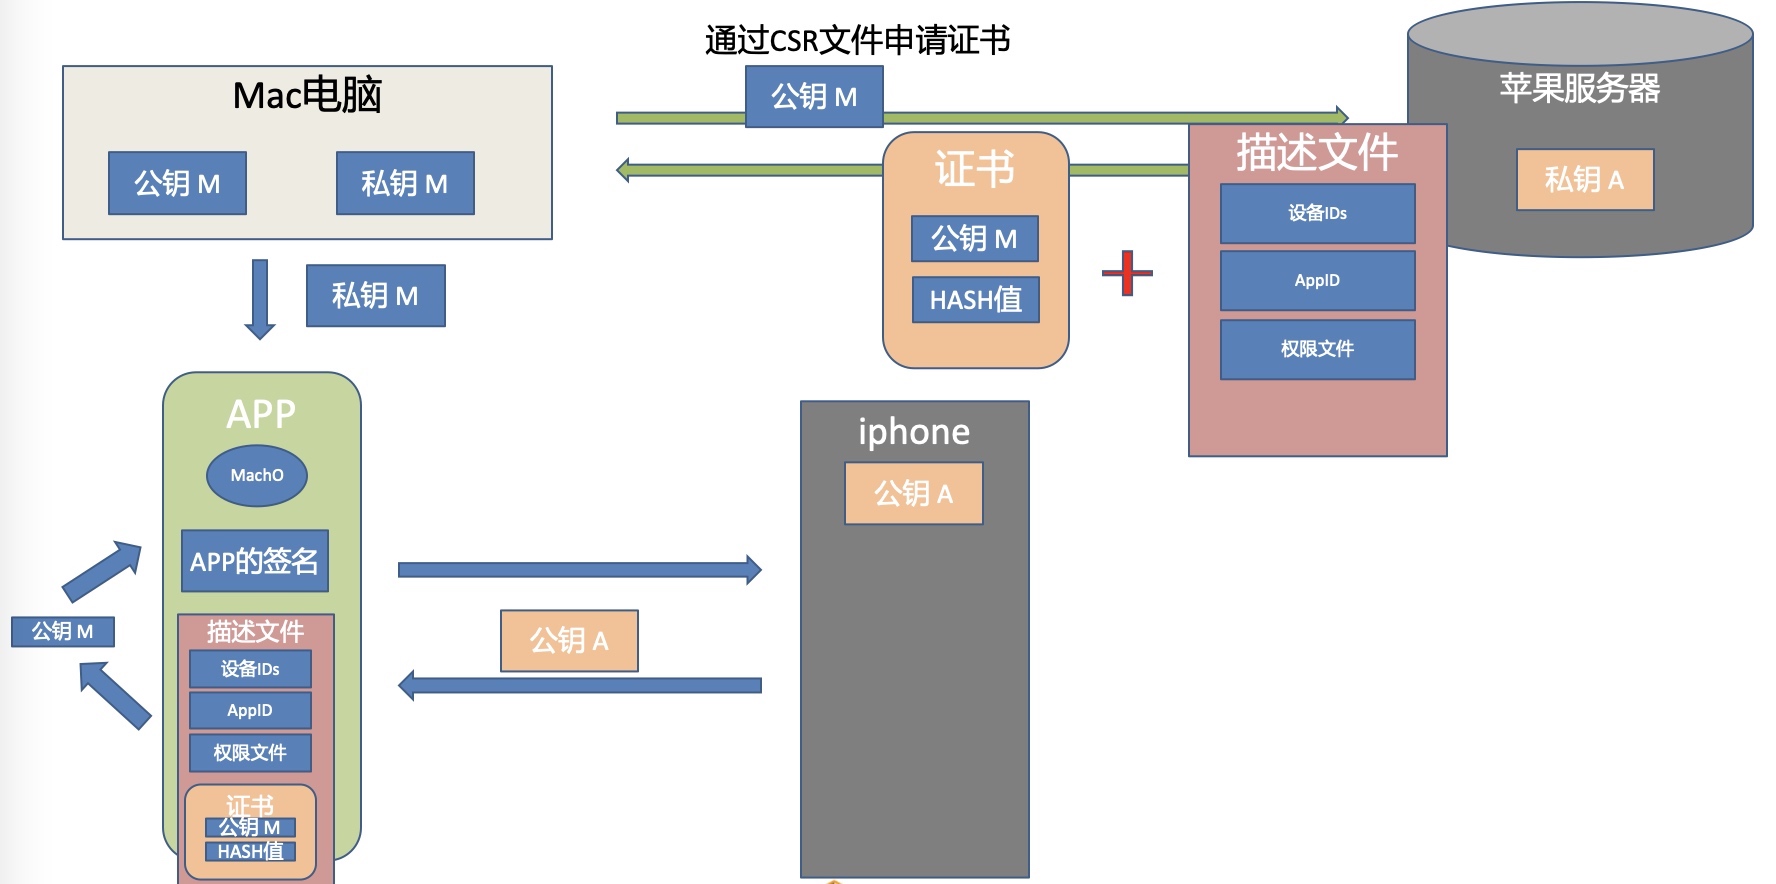 通过CSR文件申请证书
Mac电脑
公钥 M
私钥 M
公钥 M
苹果服务器
私钥 A
证书
公钥 M
HASH值
描述文件
设备IDs
AppID
权限文件
私钥 M
APP
MachO
APP的签名
描述文件
设备IDs
AppID
权限文件
证书
公钥 M
HASH值
公钥 M
公钥 A
iphone
公钥 A